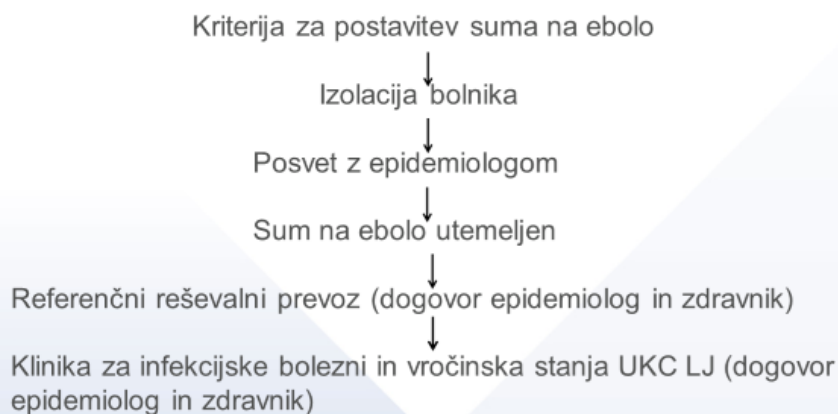 Kriterija za postavitev suma na ebolo
Izolacija bolnika
Posvet z epidemiologom
Sum na ebolo utemeljen
Referenčni reševalni prevoz (dogovor epidemiolog in zdravnik)
Klinika za infekcijske bolezni in vročinska stanja UKC LJ (dogovor
epidemiolog in zdravnik)